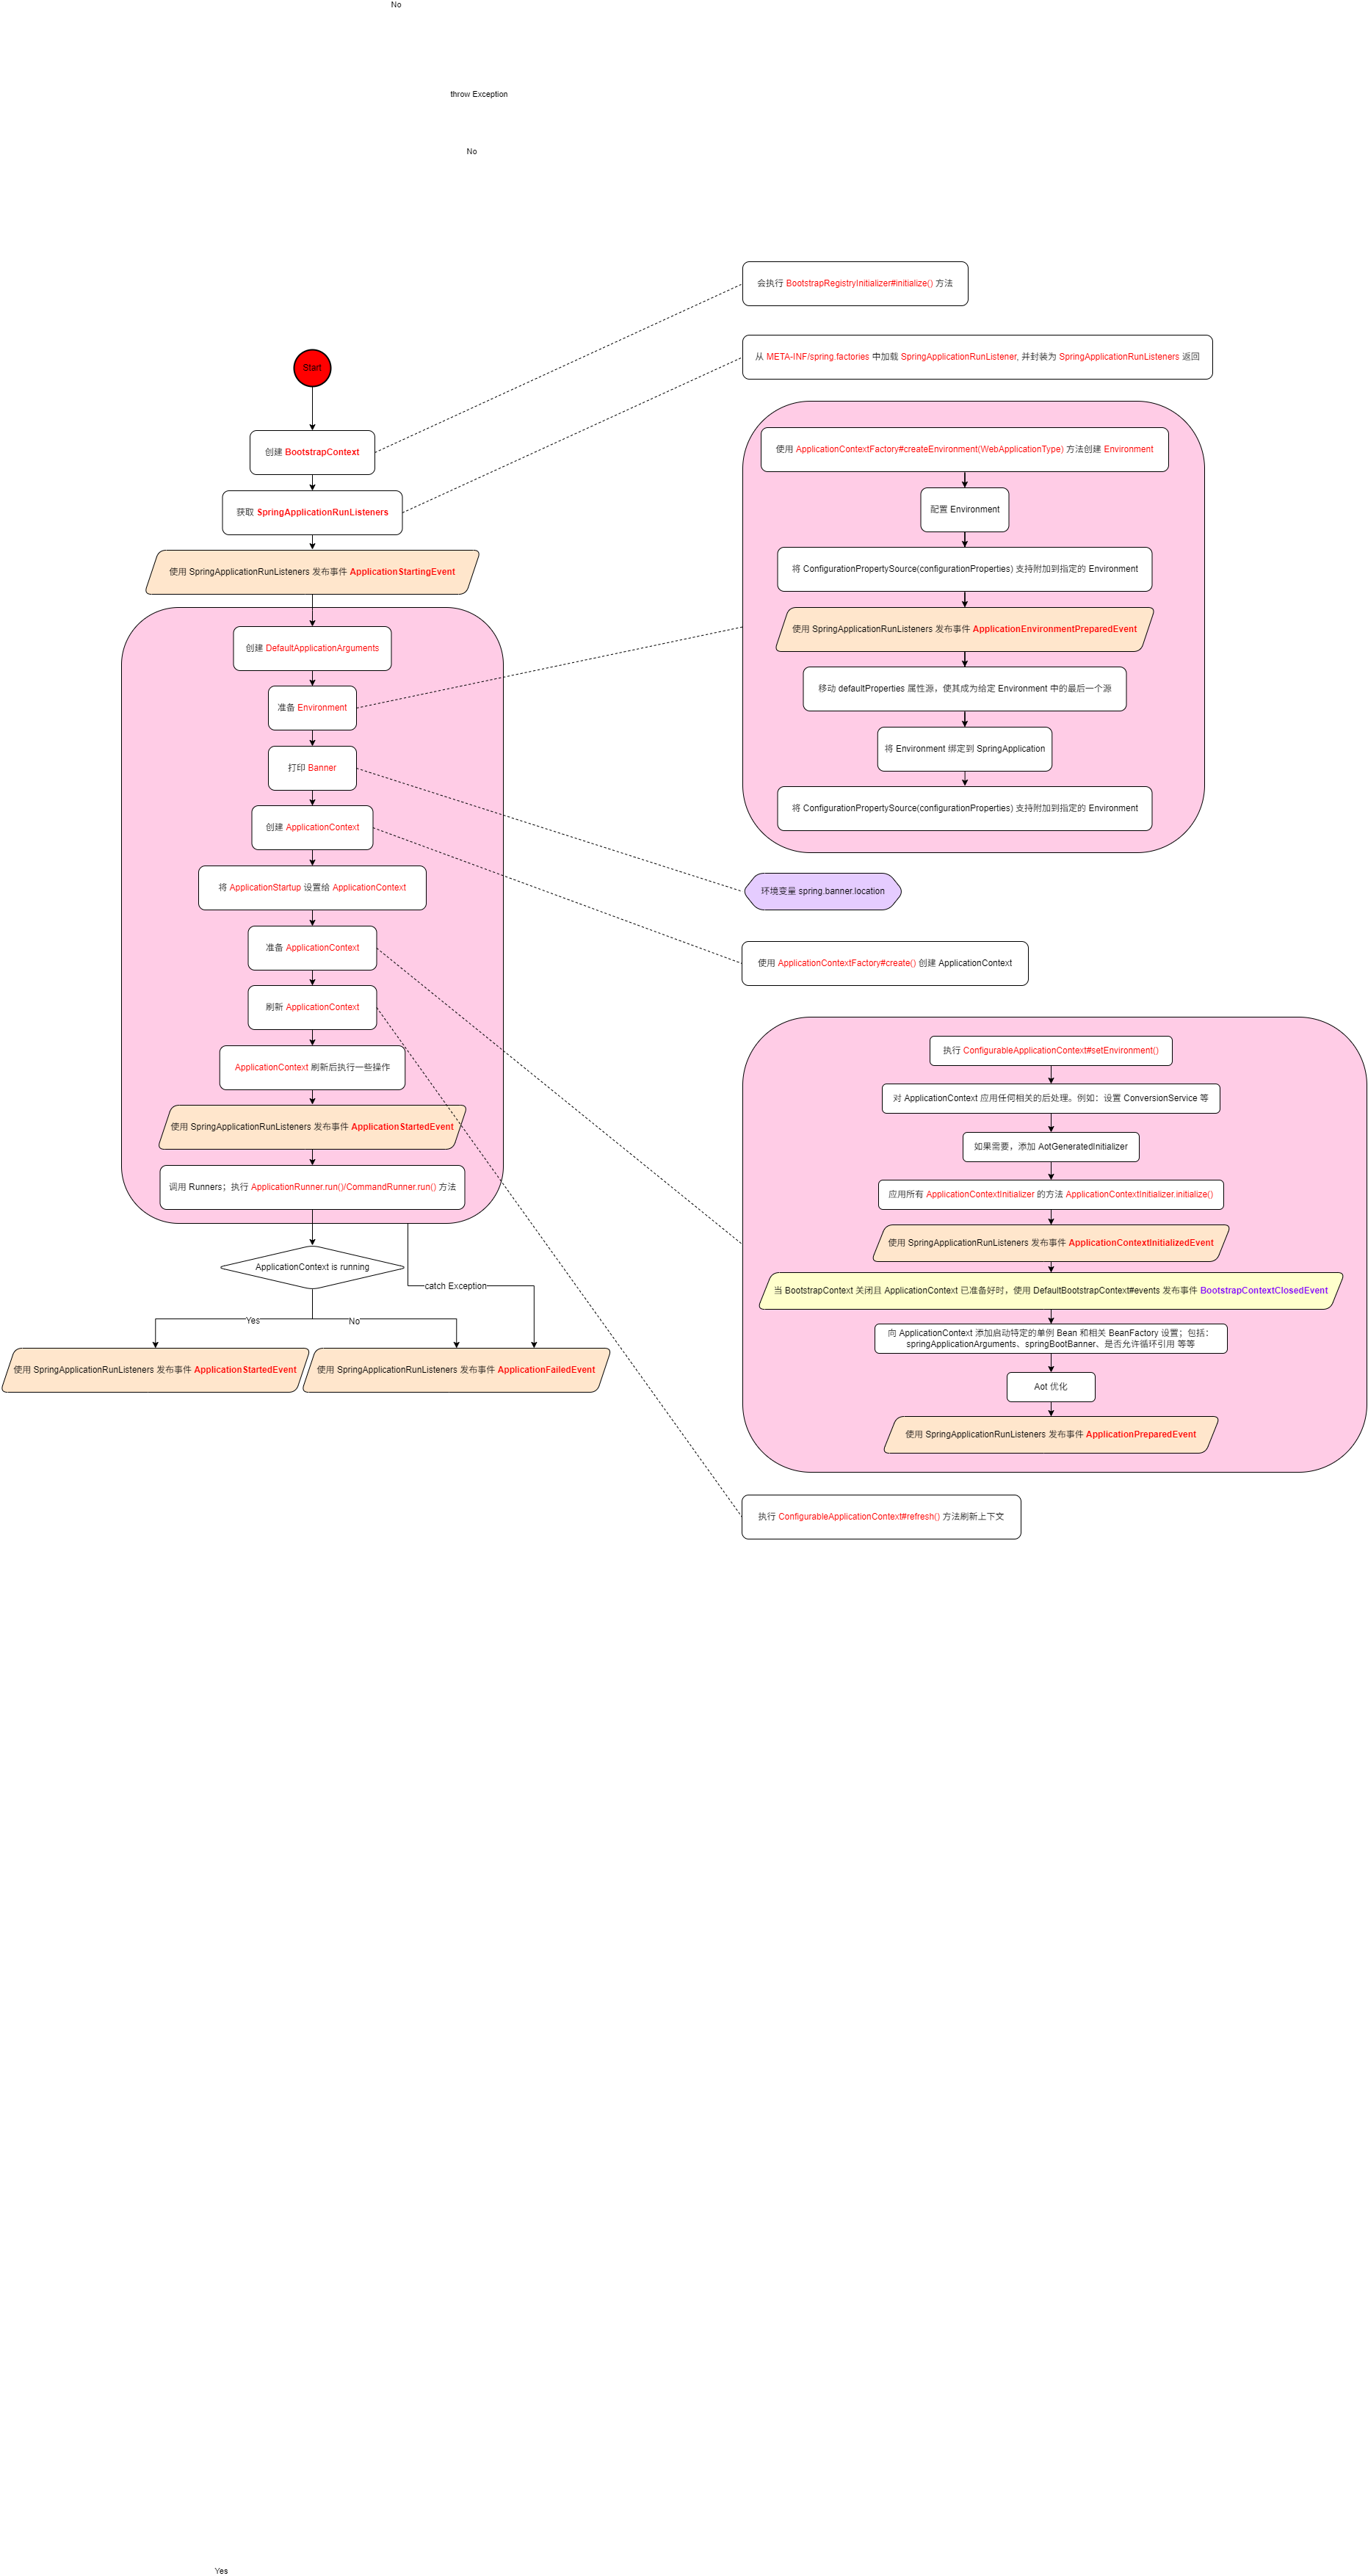 No
throw Exception
No
会执行 BootstrapRegistryInitializer#initialize() 方法
从 META-INF/spring.factories 中加载 SpringApplicationRunListener, 并封装为 SpringApplicationRunListeners 返回
Start
创建 BootstrapContext
获取 SpringApplicationRunListeners
使用 SpringApplicationRunListeners 发布事件 ApplicationStartingEvent
创建 DefaultApplicationArguments
准备 Environment
打印 Banner
创建 ApplicationContext
将 ApplicationStartup 设置给 ApplicationContext
准备 ApplicationContext
刷新 ApplicationContext
ApplicationContext 刷新后执行一些操作
使用 SpringApplicationRunListeners 发布事件 ApplicationStartedEvent
调用 Runners；执行 ApplicationRunner.run()/CommandRunner.run() 方法
ApplicationContext is running
catch Exception
Yes
No
使用 SpringApplicationRunListeners 发布事件 ApplicationStartedEvent
使用 SpringApplicationRunListeners 发布事件 ApplicationFailedEvent
使用 ApplicationContextFactory#createEnvironment(WebApplicationType) 方法创建 Environment
配置 Environment
将 ConfigurationPropertySource(configurationProperties) 支持附加到指定的 Environment
使用 SpringApplicationRunListeners 发布事件 ApplicationEnvironmentPreparedEvent
移动 defaultProperties 属性源，使其成为给定 Environment 中的最后一个源
将 Environment 绑定到 SpringApplication
将 ConfigurationPropertySource(configurationProperties) 支持附加到指定的 Environment
环境变量 spring.banner.location
使用 ApplicationContextFactory#create() 创建 ApplicationContext
执行 ConfigurableApplicationContext#setEnvironment()
对 ApplicationContext 应用任何相关的后处理。例如：设置 ConversionService 等
如果需要，添加 AotGeneratedInitializer
应用所有 ApplicationContextInitializer 的方法 ApplicationContextInitializer.initialize()
使用 SpringApplicationRunListeners 发布事件 ApplicationContextInitializedEvent
当 BootstrapContext 关闭且 ApplicationContext 已准备好时，使用 DefaultBootstrapContext#events 发布事件 BootstrapContextClosedEvent
向 ApplicationContext 添加启动特定的单例 Bean 和相关 BeanFactory 设置；包括：
springApplicationArguments、springBootBanner、是否允许循环引用 等等
Aot 优化
使用 SpringApplicationRunListeners 发布事件 ApplicationPreparedEvent
执行 ConfigurableApplicationContext#refresh() 方法刷新上下文
Yes